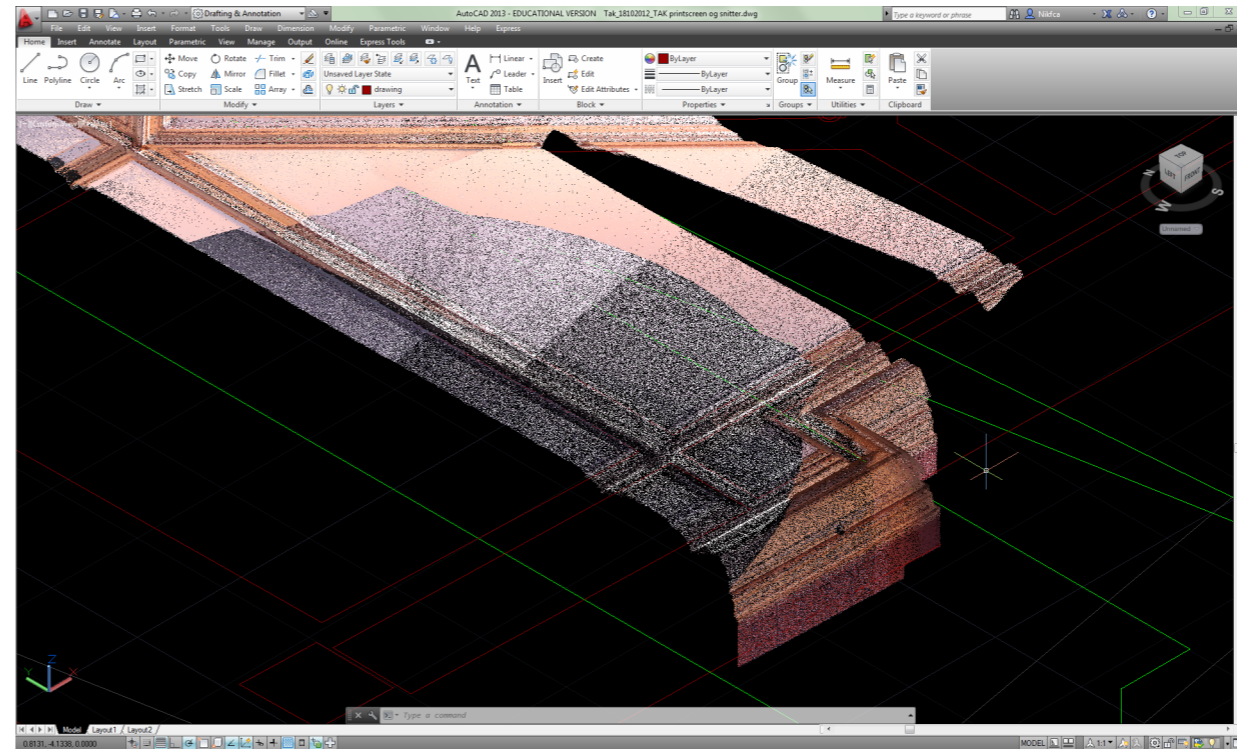 Drafting & Annotation AutoCAD 2013 - EDUCATIONAL VERSION Tak_18102012_TAK printscreen og snitter.dwg Type a keyword or phrase Nikfca
File Edit View Insert Format Tools Draw Dimension Modify Parametric Window Help Express
Home Insert Annotate Layout Parametric View Manage Output Online Express Tools
Move Rotate Trim Linear Create ByLayer
Line Polyline Circle Arc Copy Mirror Fillet Unsaved Layer State Text Leader Insert Edit ByLayer Group Measure Paste
Stretch Scale Array drawing Table Edit Attributes ByLayer
Draw Modify Layers Annotation Block Properties Groups Utilities Clipboard
TOP
LEFT FRONT
N
S
W
Unnamed
Z
Y X
Type a command
Model Layout1 Layout2
0.8131, -4.1338, 0.0000 MODEL 1:1